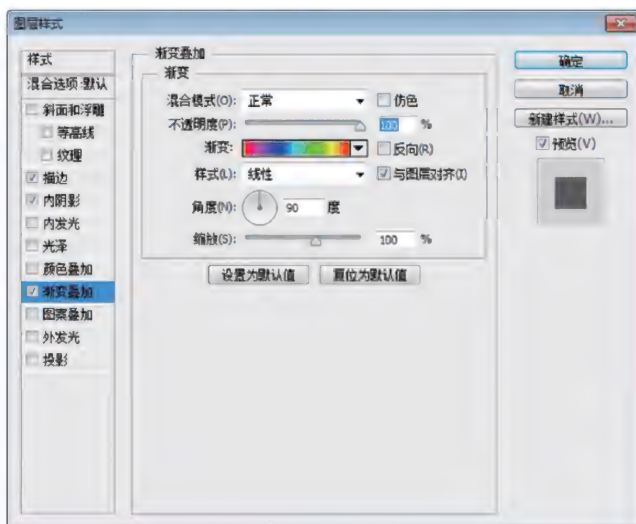 图层样式
样式
混合选项:默认
斜面和浮雕
等高线
纹理
描边
内阴影
内发光
光泽
颜色叠加
渐变叠加
图案叠加
外发光
投影
渐变叠加
渐变
混合模式(O): 正常 仿色
不透明度(P): 100 %
渐变: 反向(R)
样式(L): 线性 与图层对齐(I)
角度(N): 90 度
缩放(S): 100 %
设置为默认值 复位为默认值
确定
取消
新建样式(W)...
预览(V)